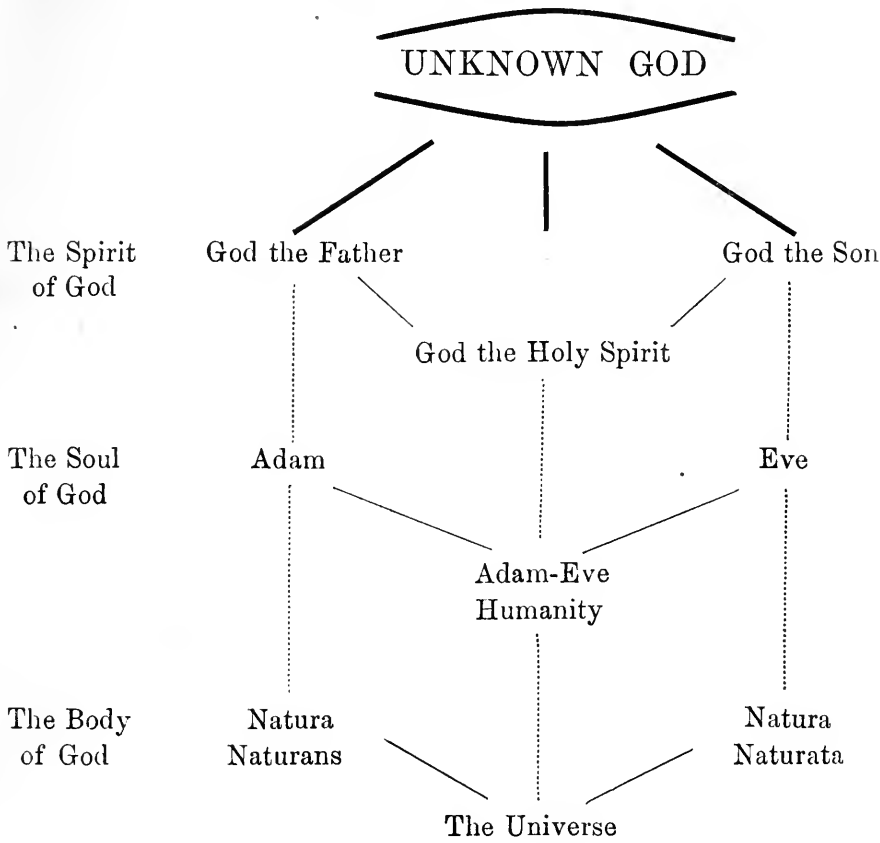 UNKNOWN GOD
The Spirit
of God
God the Father
God the Son
God the Holy Spirit
The Soul
of God
Adam
Eve
Adam-Eve
Humanity
The Body
of God
Natura
Naturans
Natura
Naturata
The Universe